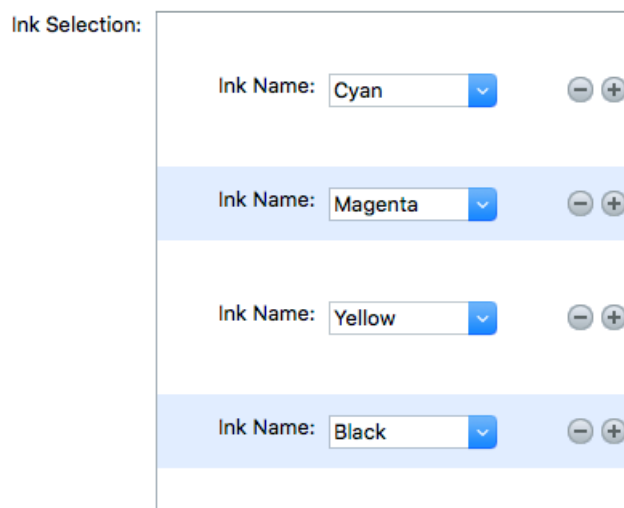 Ink Selection:
Ink Name: Cyan
Ink Name: Magenta
Ink Name: Yellow
Ink Name: Black